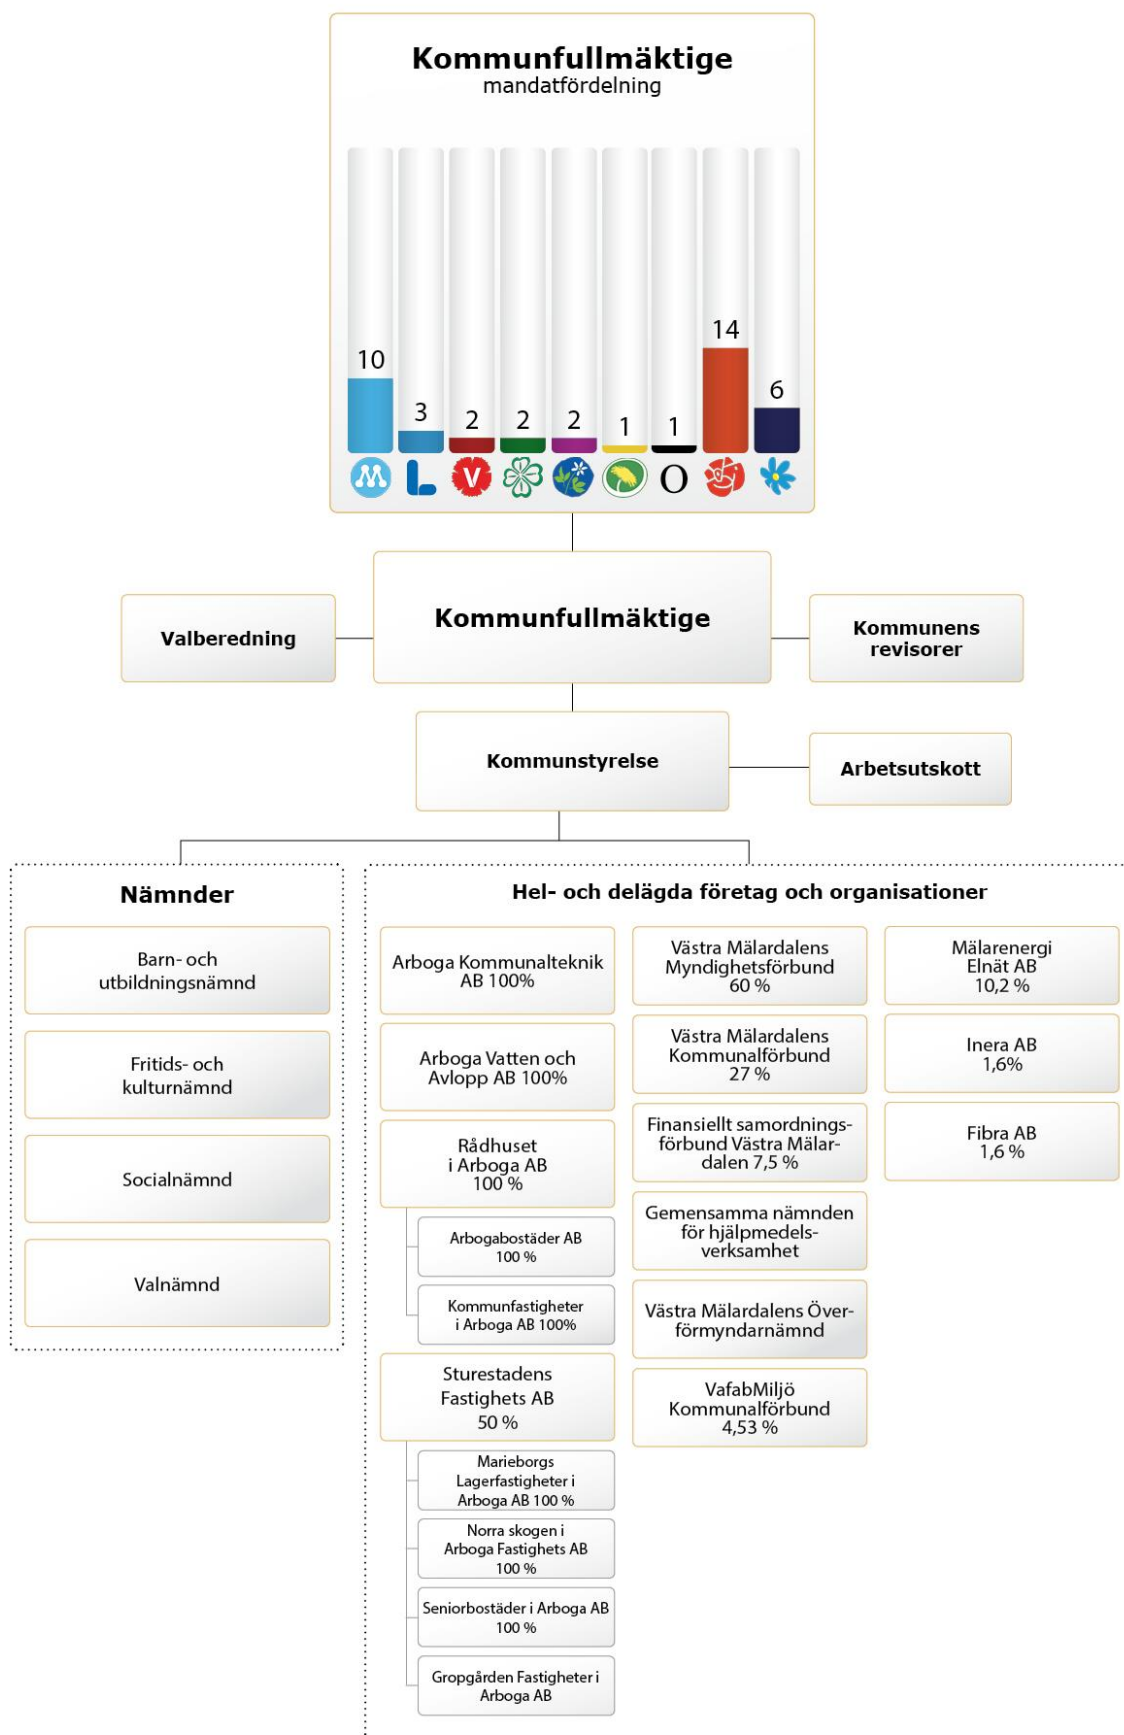 Kommunfullmäktige
mandatfördelning
10
3
2
2
2
1
1
14
6
M
L
V
O
Kommunfullmäktige
Valberedning
Kommunens
revisorer
Kommunstyrelse
Arbetsutskott
Nämnder
Barn- och
utbildningsnämnd
Fritids- och
kulturnämnd
Socialnämnd
Valnämnd
Hel- och delägda företag och organisationer
Arboga Kommunalteknik
AB 100%
Arboga Vatten och
Avlopp AB 100%
Rådhuset
i Arboga AB
100 %
Arbogabostäder AB
100 %
Kommunfastigheter
i Arboga AB 100%
Sturestadens
Fastighets AB
50 %
Marieborgs
Lagerfastigheter i
Arboga AB 100 %
Norra skogen i
Arboga Fastighets AB
100 %
Seniorbostäder i Arboga AB
100 %
Gropgården Fastigheter i
Arboga AB
Västra Mälardalens
Myndighetsförbund
60 %
Västra Mälardalens
Kommunalförbund
27 %
Finansiellt samordnings-
förbund Västra Mälar-
dalen 7,5 %
Gemensamma nämnden
för hjälpmedels-
verksamhet
Västra Mälardalens Över-
förmyndarnämnd
VafabMiljö
Kommunalförbund
4,53 %
Mälarenergi
Elnät AB
10,2 %
Inera AB
1,6%
Fibra AB
1,6 %